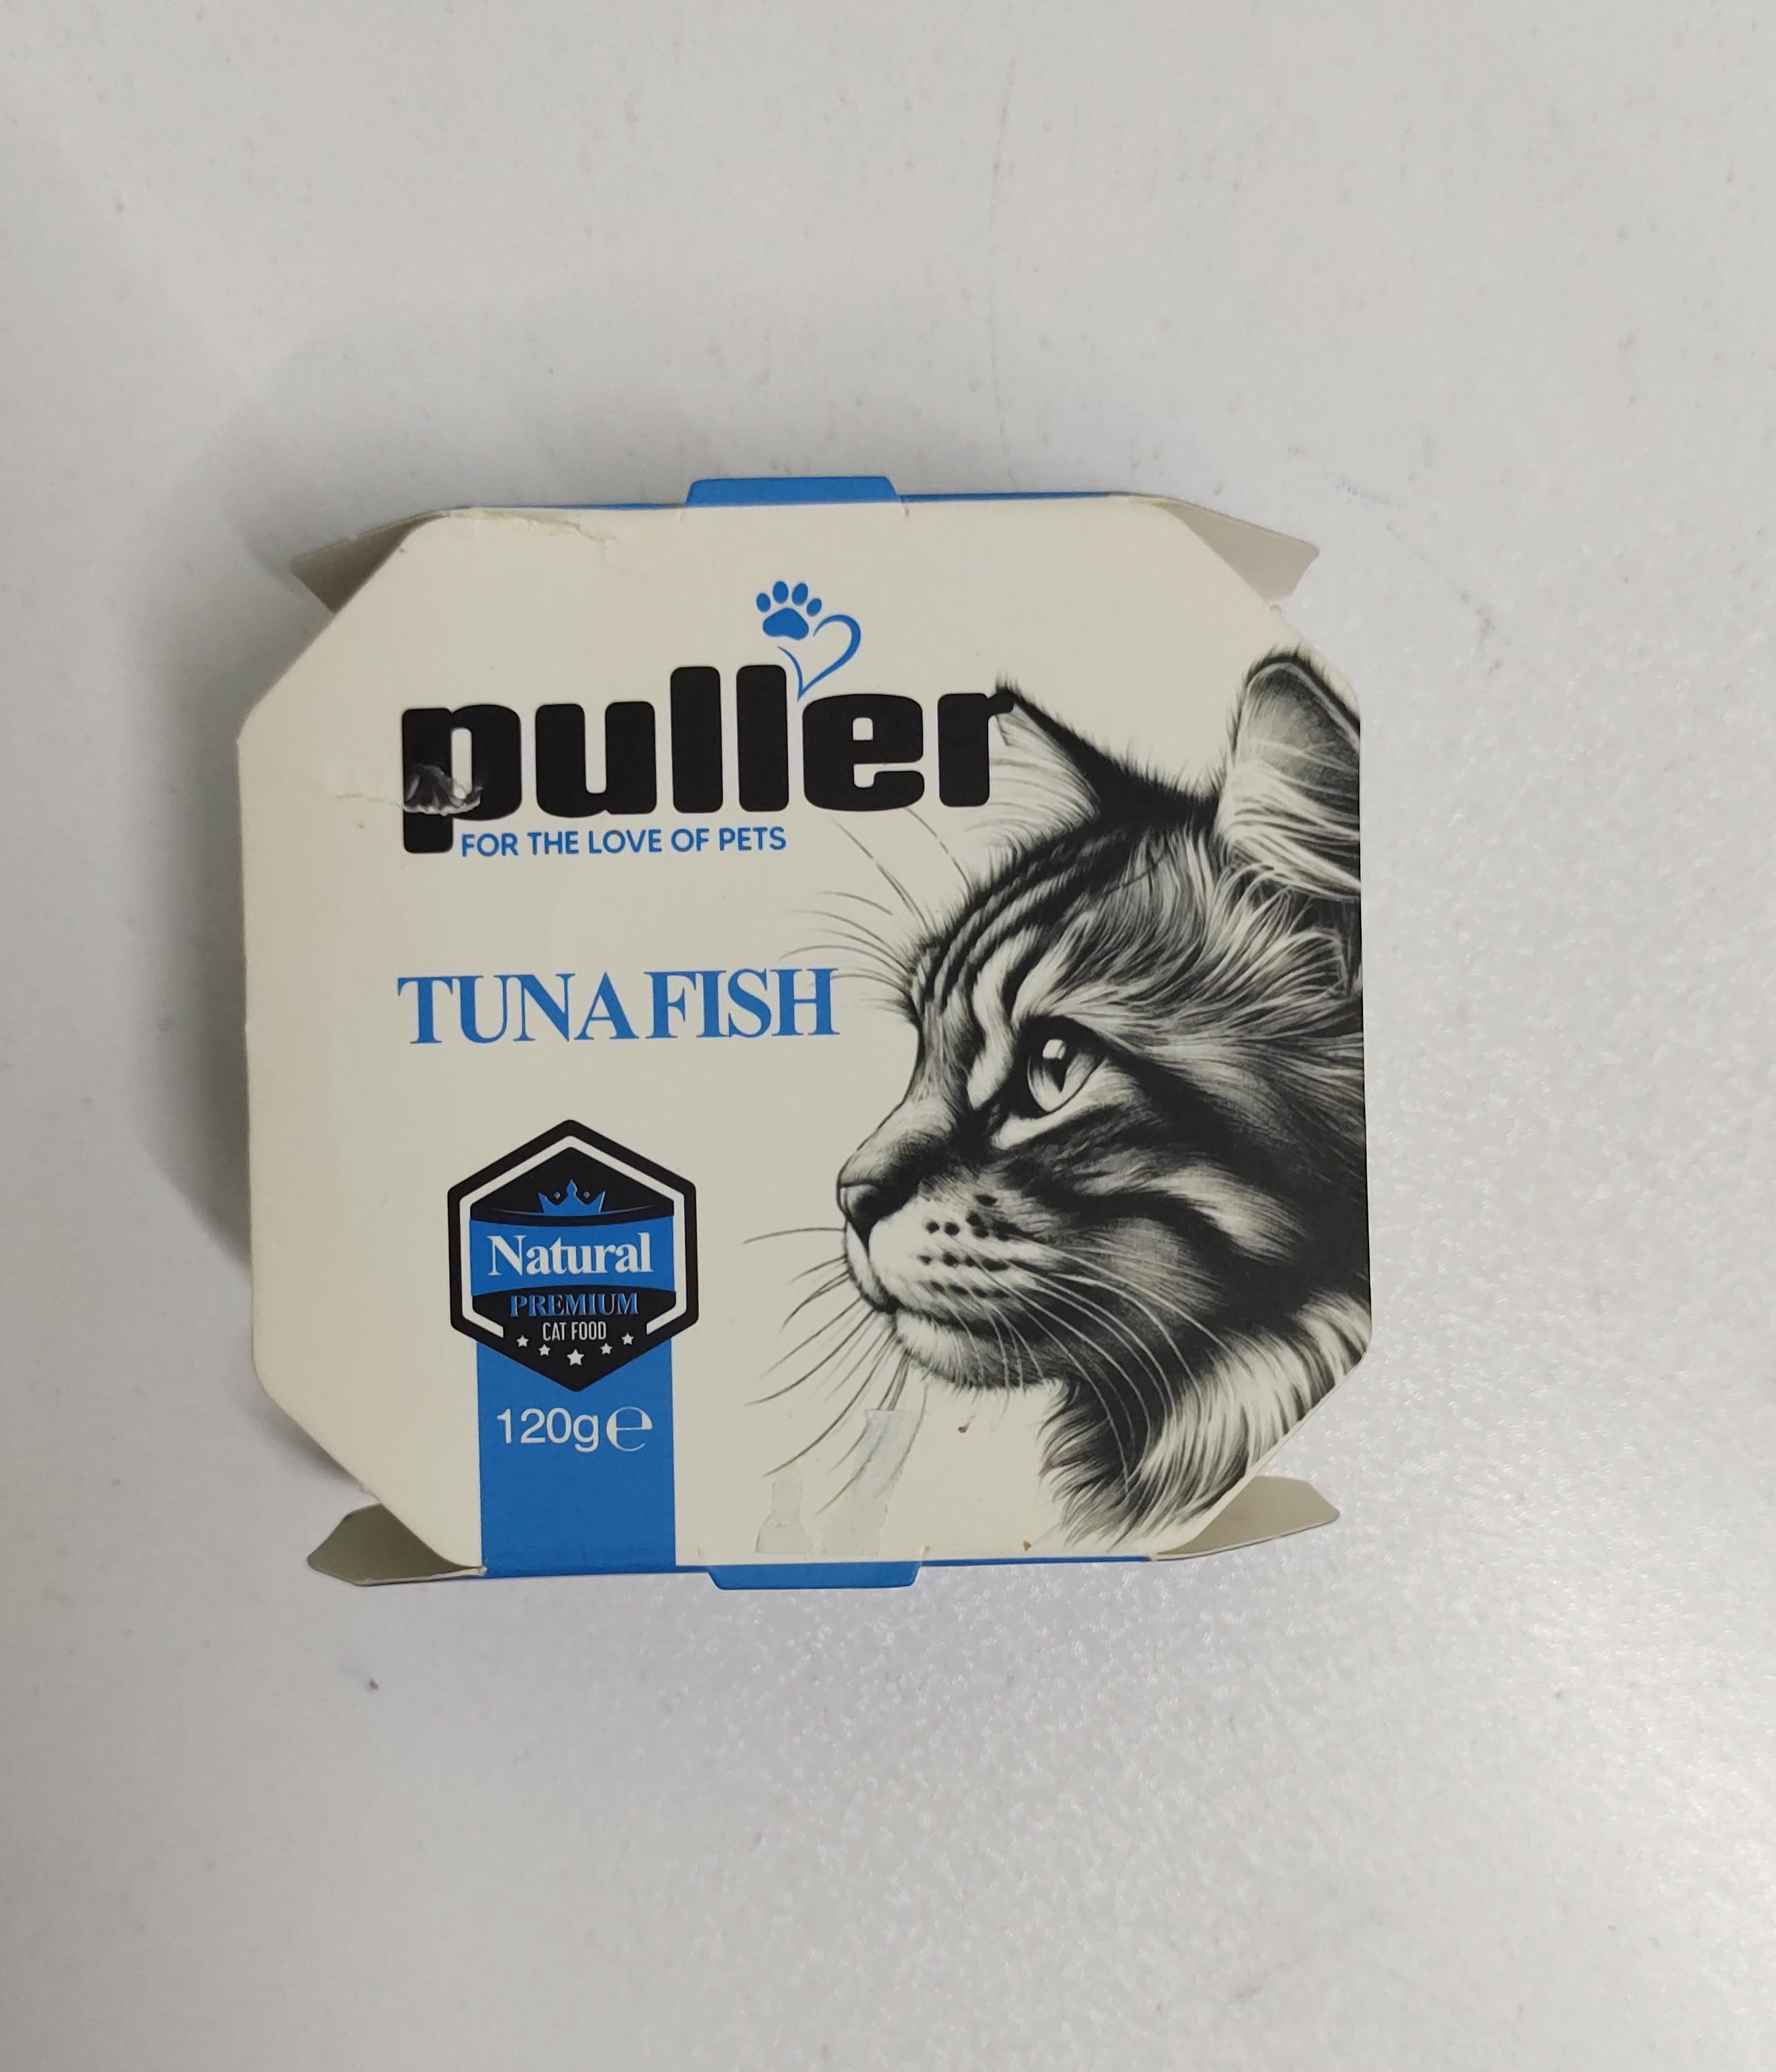 puller
FOR THE LOVE OF PETS
TUNA FISH
Natural
PREMIUM
CAT FOOD
120g℮